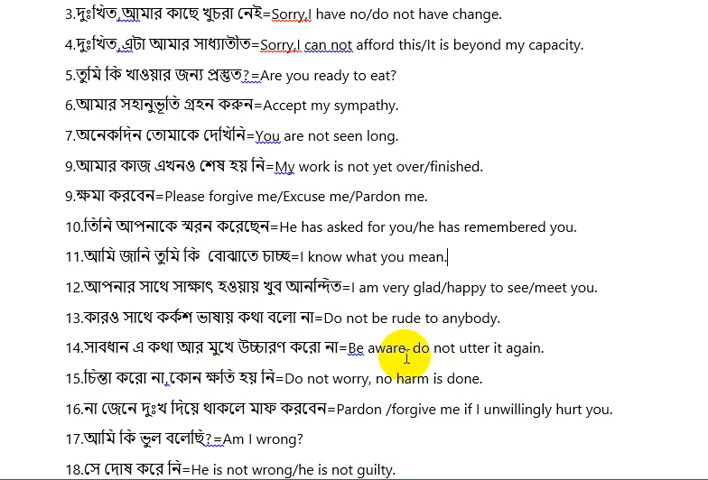 3.দুঃখিত,আমার কাছে খুচরা নেই=Sorry,I have no/do not have change.
4.দুঃখিত,এটা আমার সাধ্যাতীত=Sorry,I can not afford this/It is beyond my capacity.
5.তুমি কি খাওয়ার জন্য প্রস্তুত?=Are you ready to eat?
6.আমার সহানুভূতি গ্রহন করুন=Accept my sympathy.
7.অনেকদিন তোমাকে দেখিনি=You are not seen long.
9.আমার কাজ এখনও শেষ হয় নি=My work is not yet over/finished.
9.ক্ষমা করবেন=Please forgive me/Excuse me/Pardon me.
10.তিনি আপনাকে স্মরন করেছেন=He has asked for you/he has remembered you.
11.আমি জানি তুমি কি বোঝাতে চাচ্ছ=I know what you mean.
12.আপনার সাথে সাক্ষাৎ হওয়ায় খুব আনন্দিত=I am very glad/happy to see/meet you.
13.কারও সাথে কর্কশ ভাষায় কথা বলো না=Do not be rude to anybody.
14.সাবধান এ কথা আর মুখে উচ্চারণ করো না=Be aware, do not utter it again.
15.চিন্তা করো না,কোন ক্ষতি হয় নি=Do not worry, no harm is done.
16.না জেনে দুঃখ দিয়ে থাকলে মাফ করবেন=Pardon /forgive me if I unwillingly hurt you.
17.আমি কি ভুল বলেছি?=Am I wrong?
18.সে দোষ করে নি=He is not wrong/he is not guilty.